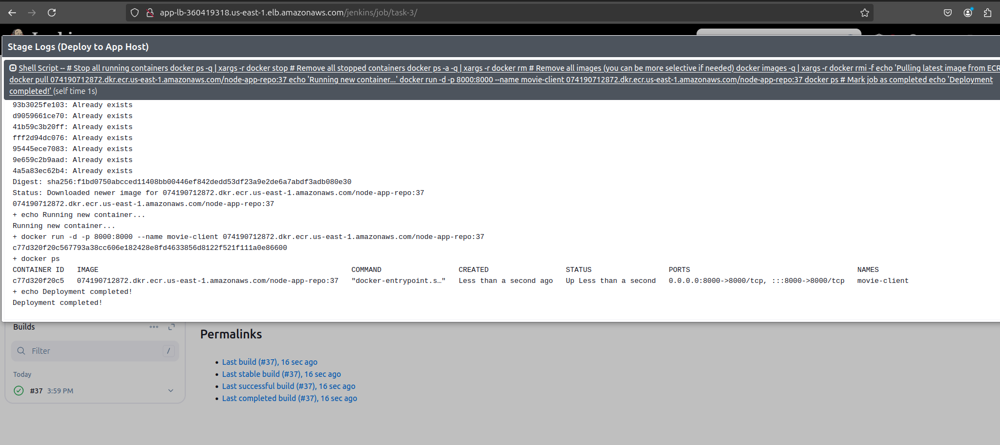 app-lb-360419318.us-east-1.elb.amazonaws.com/jenkins/job/task-3/
Stage Logs (Deploy to App Host)
Shell Script -- # Stop all running containers docker ps -q | xargs -r docker stop # Remove all stopped containers docker ps -a -q | xargs -r docker rm # Remove all images (you can be more selective if needed) docker images -q | xargs -r docker rmi -f echo 'Pulling latest image from ECR
docker pull 074190712872.dkr.ecr.us-east-1.amazonaws.com/node-app-repo:37 echo 'Running new container...' docker run -d -p 8000:8000 --name movie-client 074190712872.dkr.ecr.us-east-1.amazonaws.com/node-app-repo:37 docker ps # Mark job as completed echo 'Deployment
completed!' (self time 1s)
93b3025fe103: Already exists
d9059661ce70: Already exists
41b59c3b20ff: Already exists
fff2d94dc076: Already exists
95445ece7083: Already exists
9e659c2b9aad: Already exists
4a5a83ec62b4: Already exists
Digest: sha256:f1bd0750abcced11408bb00446ef842dedd53df23a9e2de6a7abdf3adb080e30
Status: Downloaded newer image for 074190712872.dkr.ecr.us-east-1.amazonaws.com/node-app-repo:37
074190712872.dkr.ecr.us-east-1.amazonaws.com/node-app-repo:37
+ echo Running new container...
Running new container...
+ docker run -d -p 8000:8000 --name movie-client 074190712872.dkr.ecr.us-east-1.amazonaws.com/node-app-repo:37
c77d320f20c567793a38cc606e182428e8fd4633856d8122f521f111a0e86600
+ docker ps
CONTAINER ID IMAGE COMMAND CREATED STATUS PORTS NAMES
c77d320f20c5 074190712872.dkr.ecr.us-east-1.amazonaws.com/node-app-repo:37 "docker-entrypoint.s…" Less than a second ago Up Less than a second 0.0.0.0:8000->8000/tcp, :::8000->8000/tcp movie-client
+ echo Deployment completed!
Deployment completed!
Builds
Filter /
Today
#37 3:59 PM
Permalinks
Last build (#37), 16 sec ago
Last stable build (#37), 16 sec ago
Last successful build (#37), 16 sec ago
Last completed build (#37), 16 sec ago